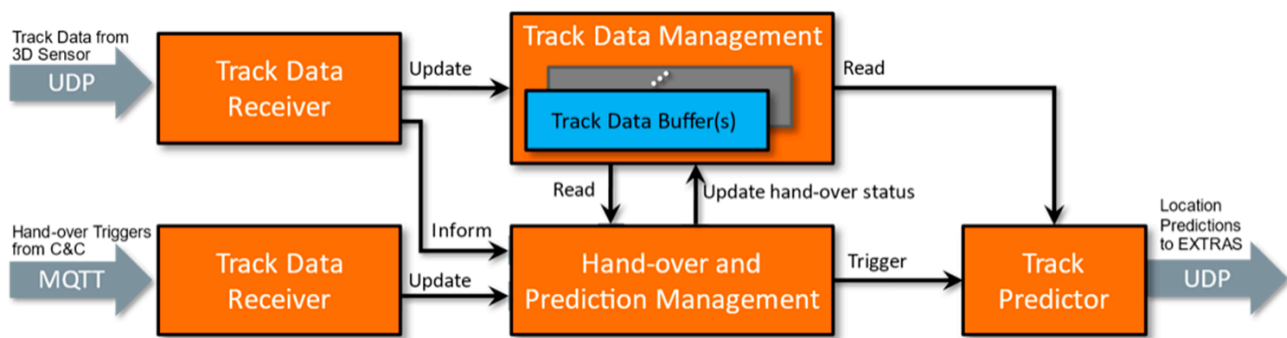 Track Data from
3D Sensor
UDP
Track Data
Receiver
Update
Track Data Management
Track Data Buffer(s)
Read
Read
Update hand-over status
Hand-over Triggers
from C&C
MQTT
Track Data
Receiver
Inform
Update
Hand-over and
Prediction Management
Trigger
Track
Predictor
Location
Predictions
to EXTRAS
UDP